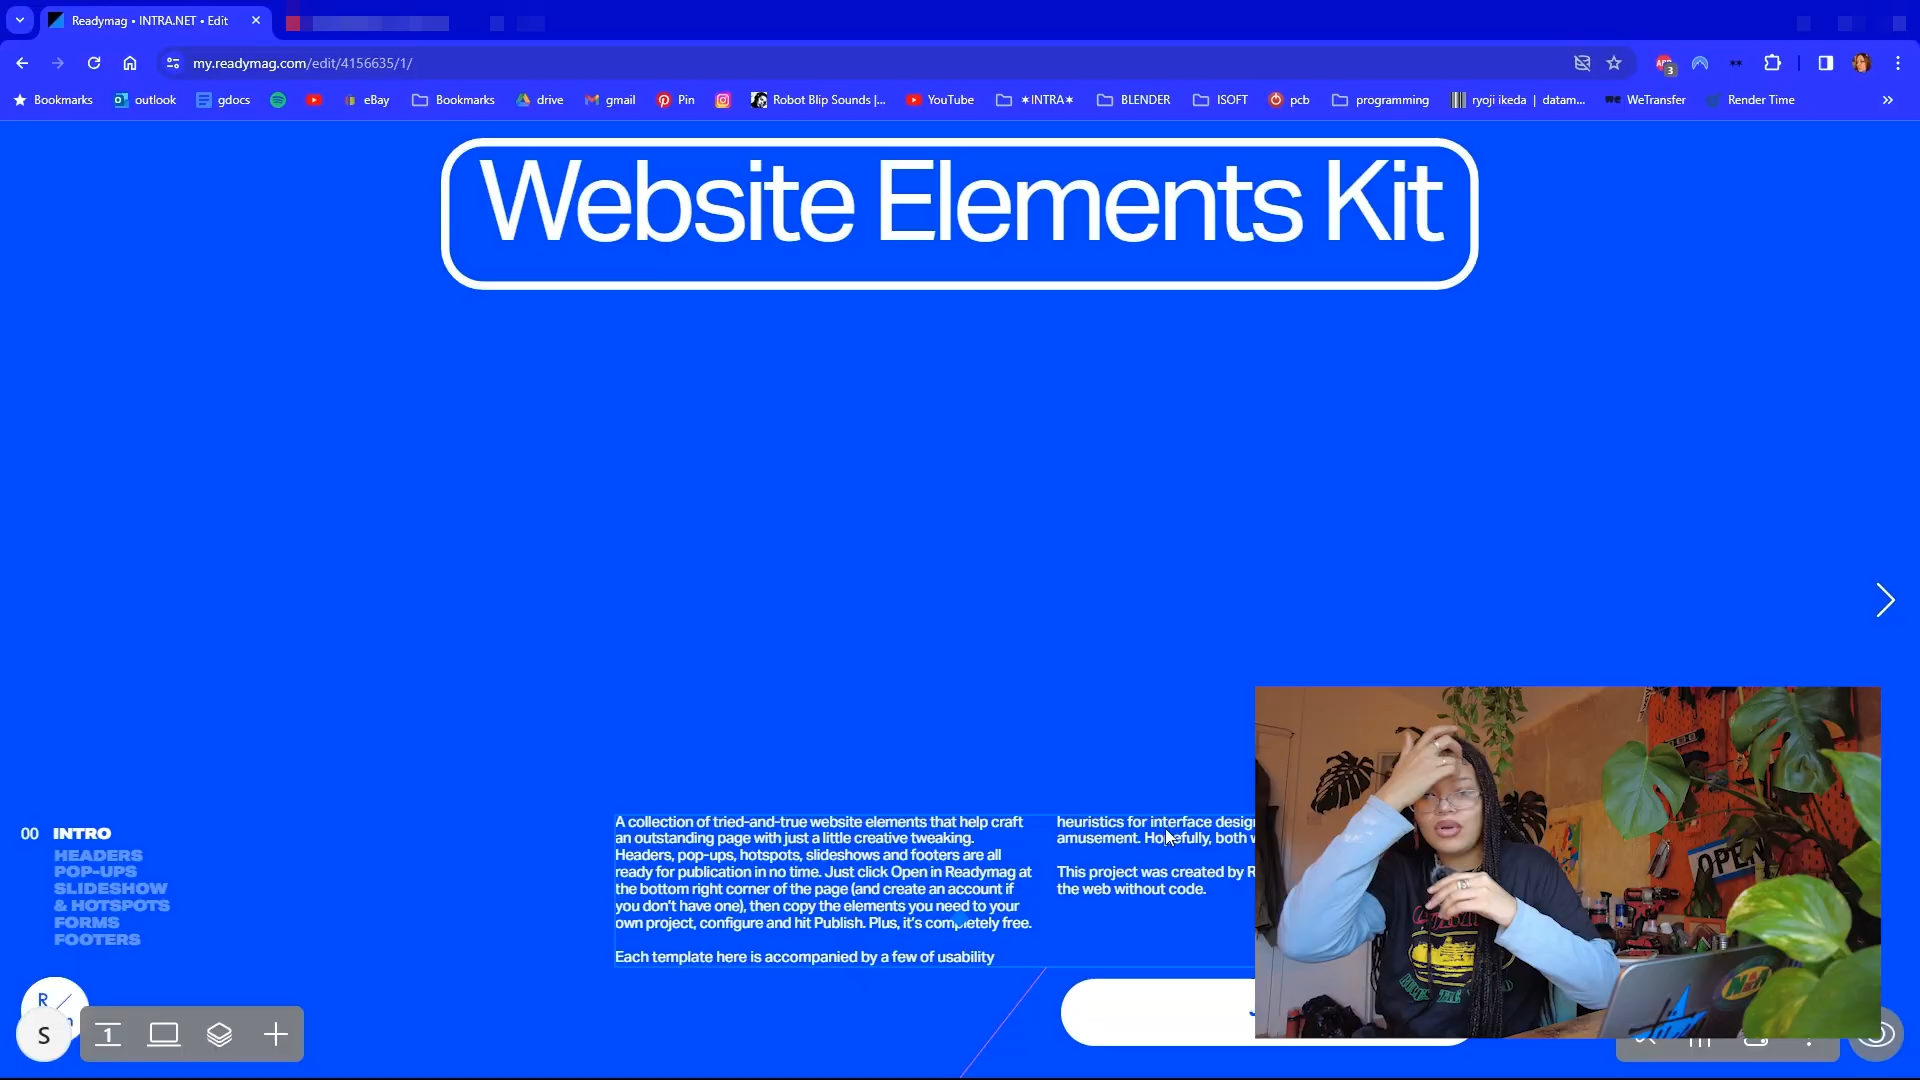 Readymag • INTRA.NET • Edit
my.readymag.com/edit/4156635/1/
3
Bookmarks outlook gdocs eBay Bookmarks drive gmail Pin Robot Blip Sounds |... YouTube ✶INTRA✶ BLENDER ISOFT pcb programming ryoji ikeda | datam... WeTransfer Render Time
Website Elements Kit
00 INTRO
HEADERS
POP-UPS
SLIDESHOW
& HOTSPOTS
FORMS
FOOTERS
A collection of tried-and-true website elements that help craft
an outstanding page with just a little creative tweaking.
Headers, pop-ups, hotspots, slideshows and footers are all
ready for publication in no time. Just click Open in Readymag at
the bottom right corner of the page (and create an account if
you don't have one), then copy the elements you need to your
own project, configure and hit Publish. Plus, it's completely free.
Each template here is accompanied by a few of usability
heuristics for interface
amusement. Hopefully, both
This project was created by
the web without code.
R
S
1
OPEN